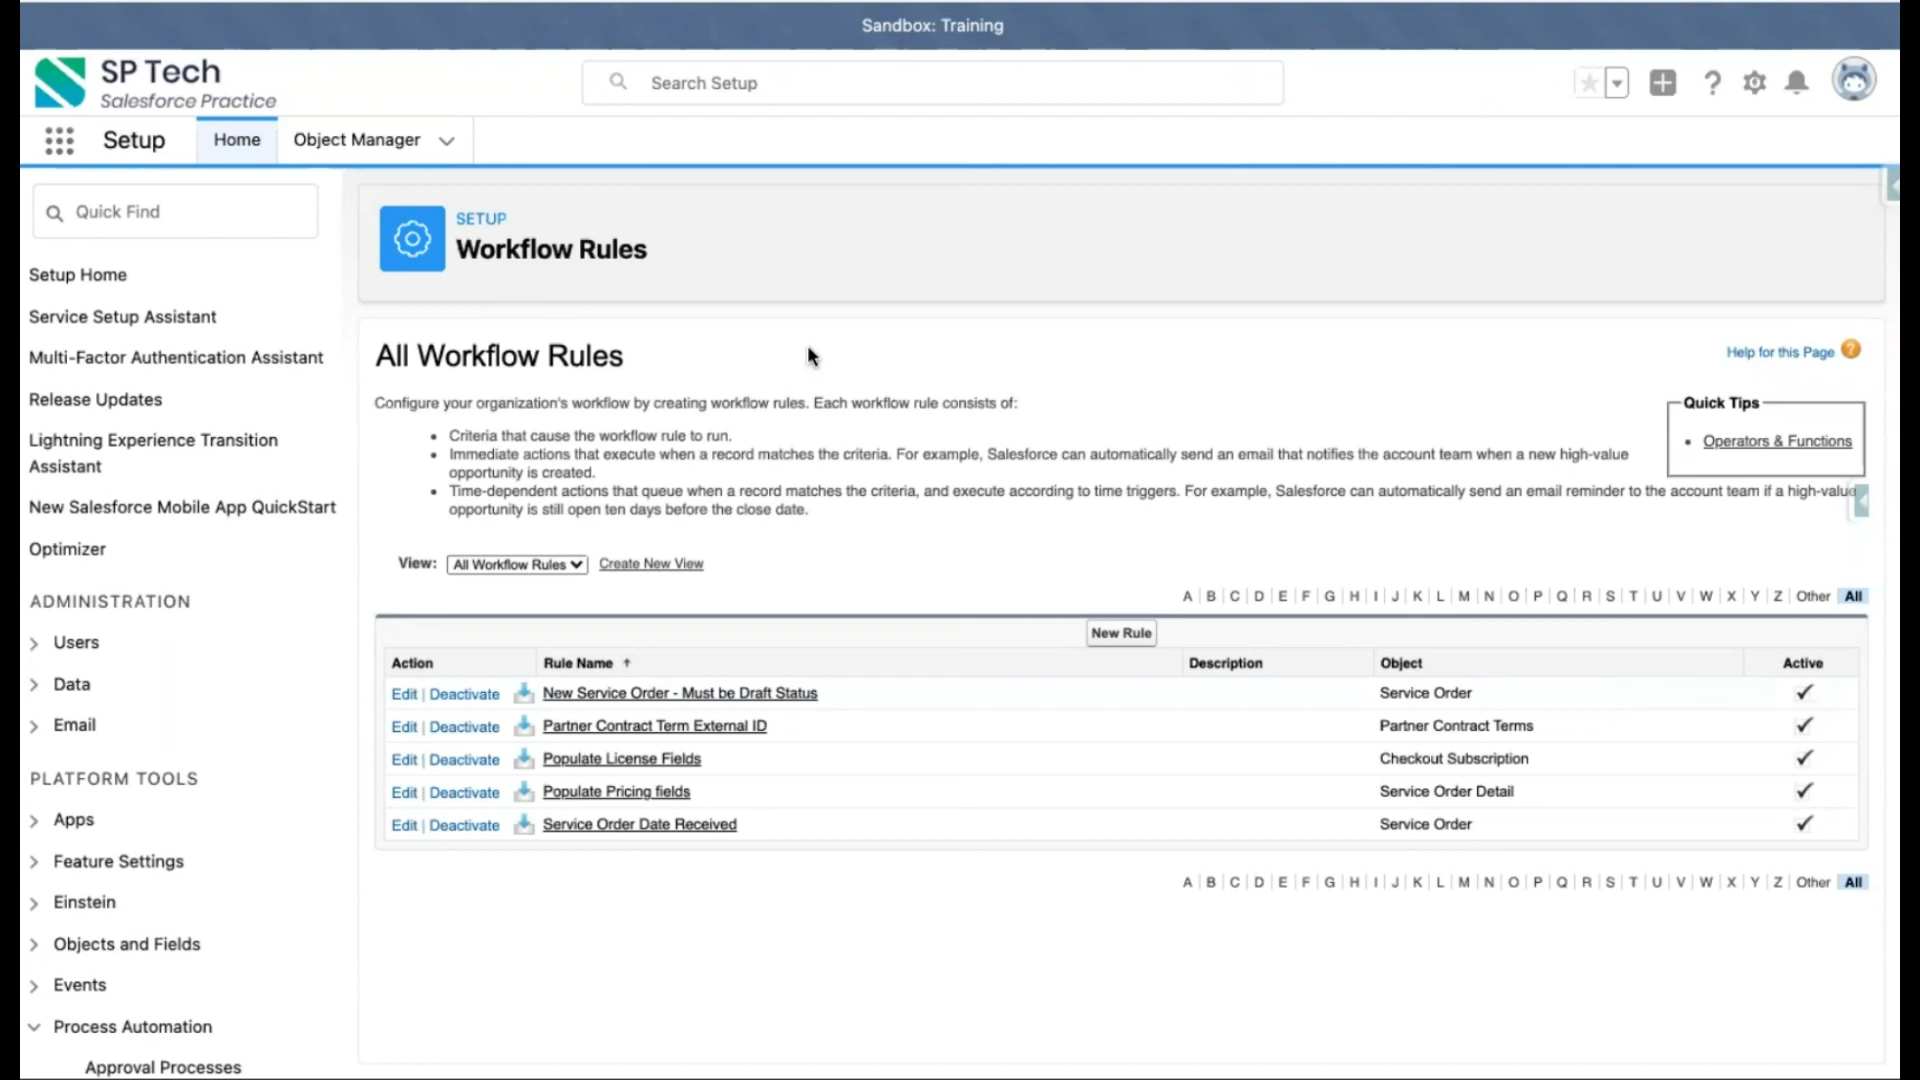 Sandbox: Training
SP Tech
Salesforce Practice
Search Setup
Setup
Home
Object Manager
Quick Find
Setup Home
Service Setup Assistant
Multi-Factor Authentication Assistant
Release Updates
Lightning Experience Transition
Assistant
New Salesforce Mobile App QuickStart
Optimizer
ADMINISTRATION
Users
Data
Email
PLATFORM TOOLS
Apps
Feature Settings
Einstein
Objects and Fields
Events
Process Automation
Approval Processes
SETUP
Workflow Rules
All Workflow Rules
Help for this Page ?
Configure your organization's workflow by creating workflow rules. Each workflow rule consists of:
Quick Tips
• Operators & Functions
• Criteria that cause the workflow rule to run.
• Immediate actions that execute when a record matches the criteria. For example, Salesforce can automatically send an email that notifies the account team when a new high-value
opportunity is created.
• Time-dependent actions that queue when a record matches the criteria, and execute according to time triggers. For example, Salesforce can automatically send an email reminder to the account team if a high-value
opportunity is still open ten days before the close date.
View: All Workflow Rules Create New View
A | B | C | D | E | F | G | H | I | J | K | L | M | N | O | P | Q | R | S | T | U | V | W | X | Y | Z | Other All
New Rule
Action Rule Name ↑ Description Object Active
Edit | Deactivate New Service Order - Must be Draft Status Service Order ✓
Edit | Deactivate Partner Contract Term External ID Partner Contract Terms ✓
Edit | Deactivate Populate License Fields Checkout Subscription ✓
Edit | Deactivate Populate Pricing fields Service Order Detail ✓
Edit | Deactivate Service Order Date Received Service Order ✓
A | B | C | D | E | F | G | H | I | J | K | L | M | N | O | P | Q | R | S | T | U | V | W | X | Y | Z | Other All